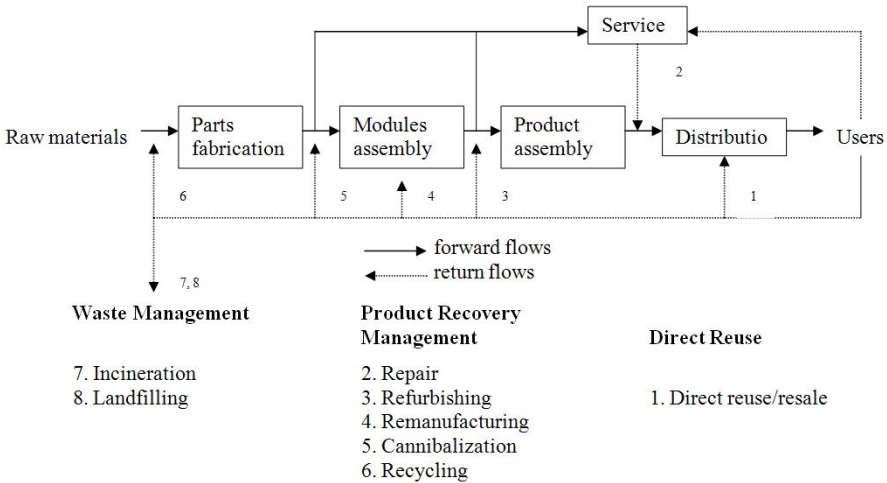 Service
2
Raw materials
Parts
fabrication
Modules
assembly
Product
assembly
Distributio
Users
6
5
4
3
1
forward flows
return flows
7, 8
Waste Management
7. Incineration
8. Landfilling
Product Recovery
Management
2. Repair
3. Refurbishing
4. Remanufacturing
5. Cannibalization
6. Recycling
Direct Reuse
1. Direct reuse/resale